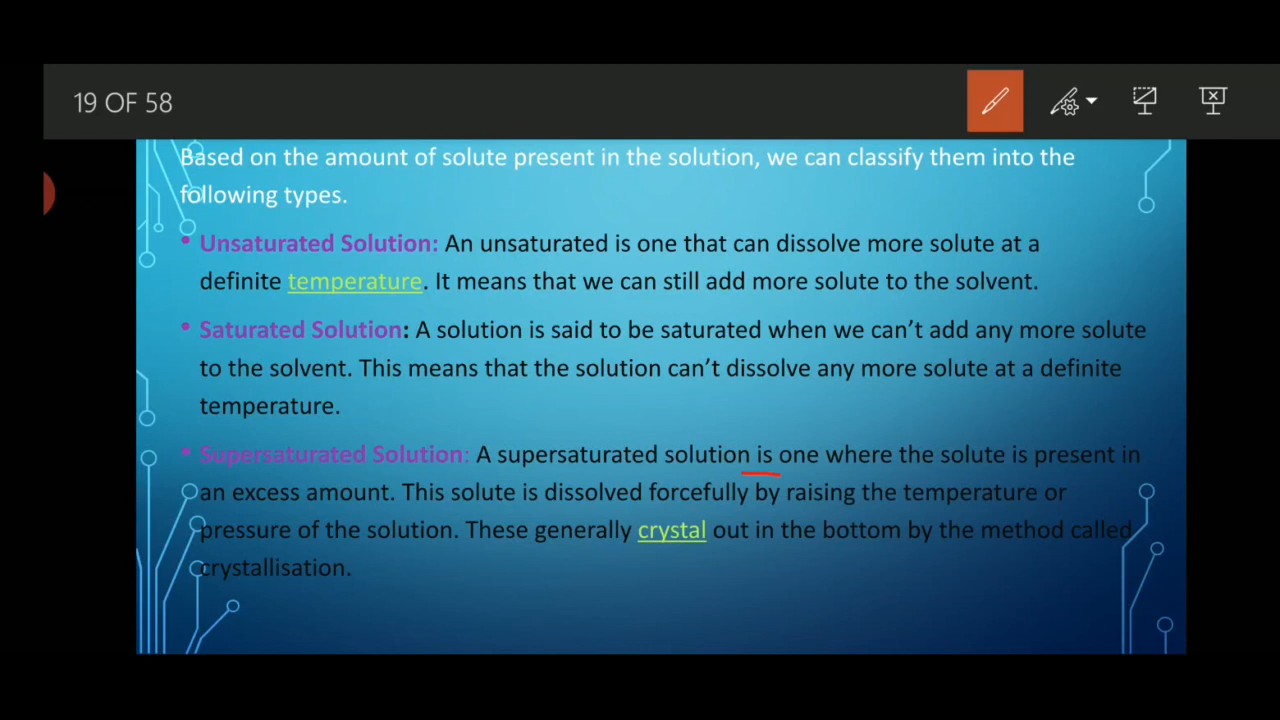 19 OF 58
Based on the amount of solute present in the solution, we can classify them into the
following types.
• Unsaturated Solution: An unsaturated is one that can dissolve more solute at a
definite temperature. It means that we can still add more solute to the solvent.
• Saturated Solution: A solution is said to be saturated when we can’t add any more solute
to the solvent. This means that the solution can’t dissolve any more solute at a definite
temperature.
• Supersaturated Solution: A supersaturated solution is one where the solute is present in
an excess amount. This solute is dissolved forcefully by raising the temperature or
pressure of the solution. These generally crystal out in the bottom by the method called
crystallisation.